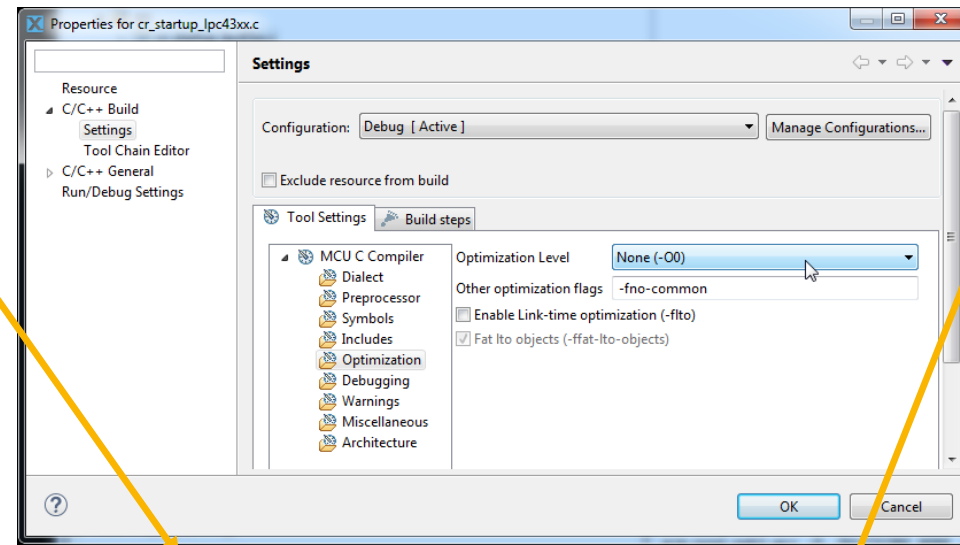 Properties for cr_startup_lpc43xx.c
Settings
Resource
C/C++ Build
Settings
Tool Chain Editor
C/C++ General
Run/Debug Settings
Configuration: Debug [ Active ] Manage Configurations...
Exclude resource from build
Tool Settings Build steps
MCU C Compiler
Dialect
Preprocessor
Symbols
Includes
Optimization
Debugging
Warnings
Miscellaneous
Architecture
Optimization Level None (-O0)
Other optimization flags -fno-common
Enable Link-time optimization (-flto)
Fat lto objects (-ffat-lto-objects)
OK Cancel